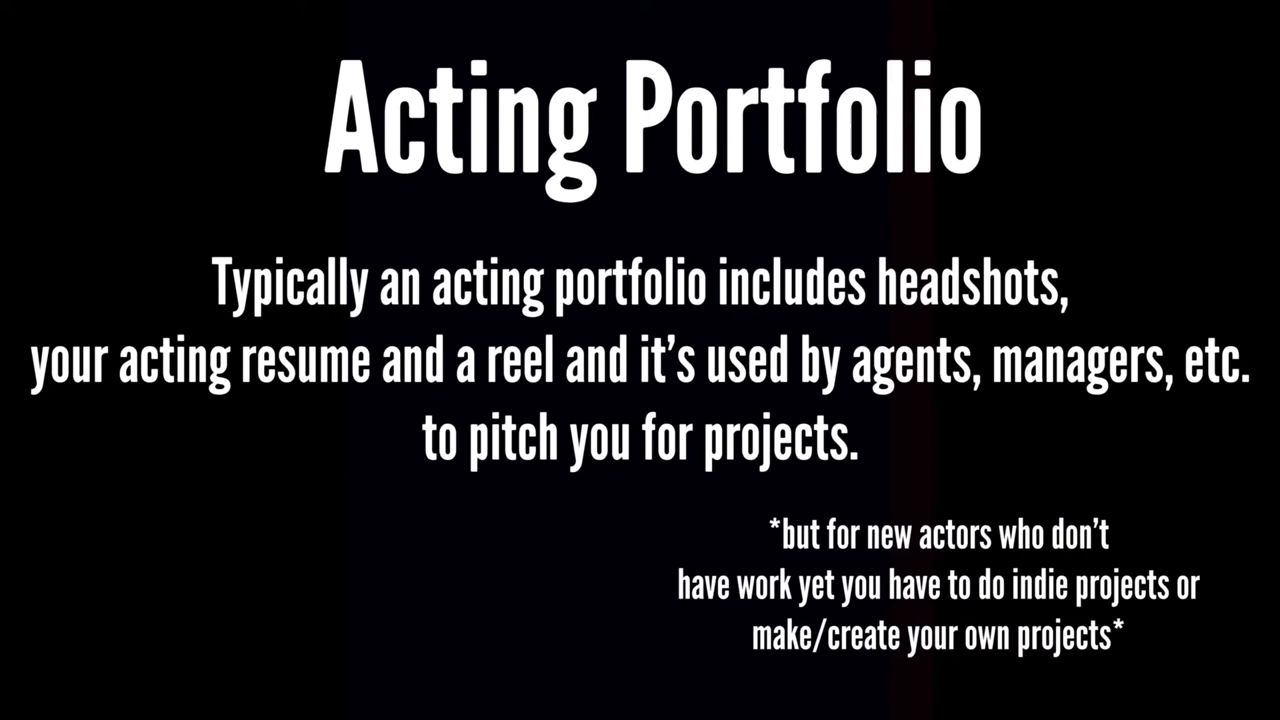 Acting Portfolio
Typically an acting portfolio includes headshots,
your acting resume and a reel and it’s used by agents, managers, etc.
to pitch you for projects.
*but for new actors who don’t
have work yet you have to do indie projects or
make/create your own projects*